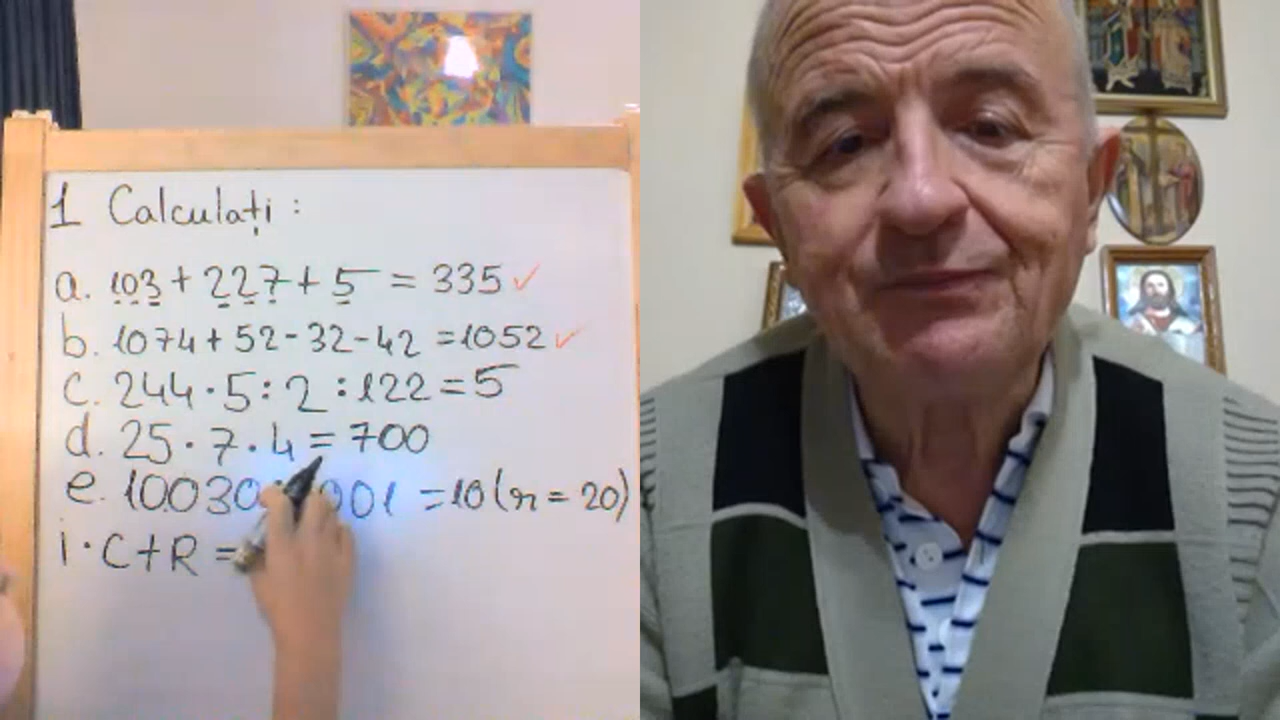 1 Calculați :
a. 103 + 227 + 5 = 335 ✓
b. 1074 + 52 - 32 - 42 = 1052 ✓
c. 244 · 5 : 2 : 122 = 5
d. 25 · 7 · 4 = 700
e. 10030 001 = 10 (r = 20)
i · C + R =